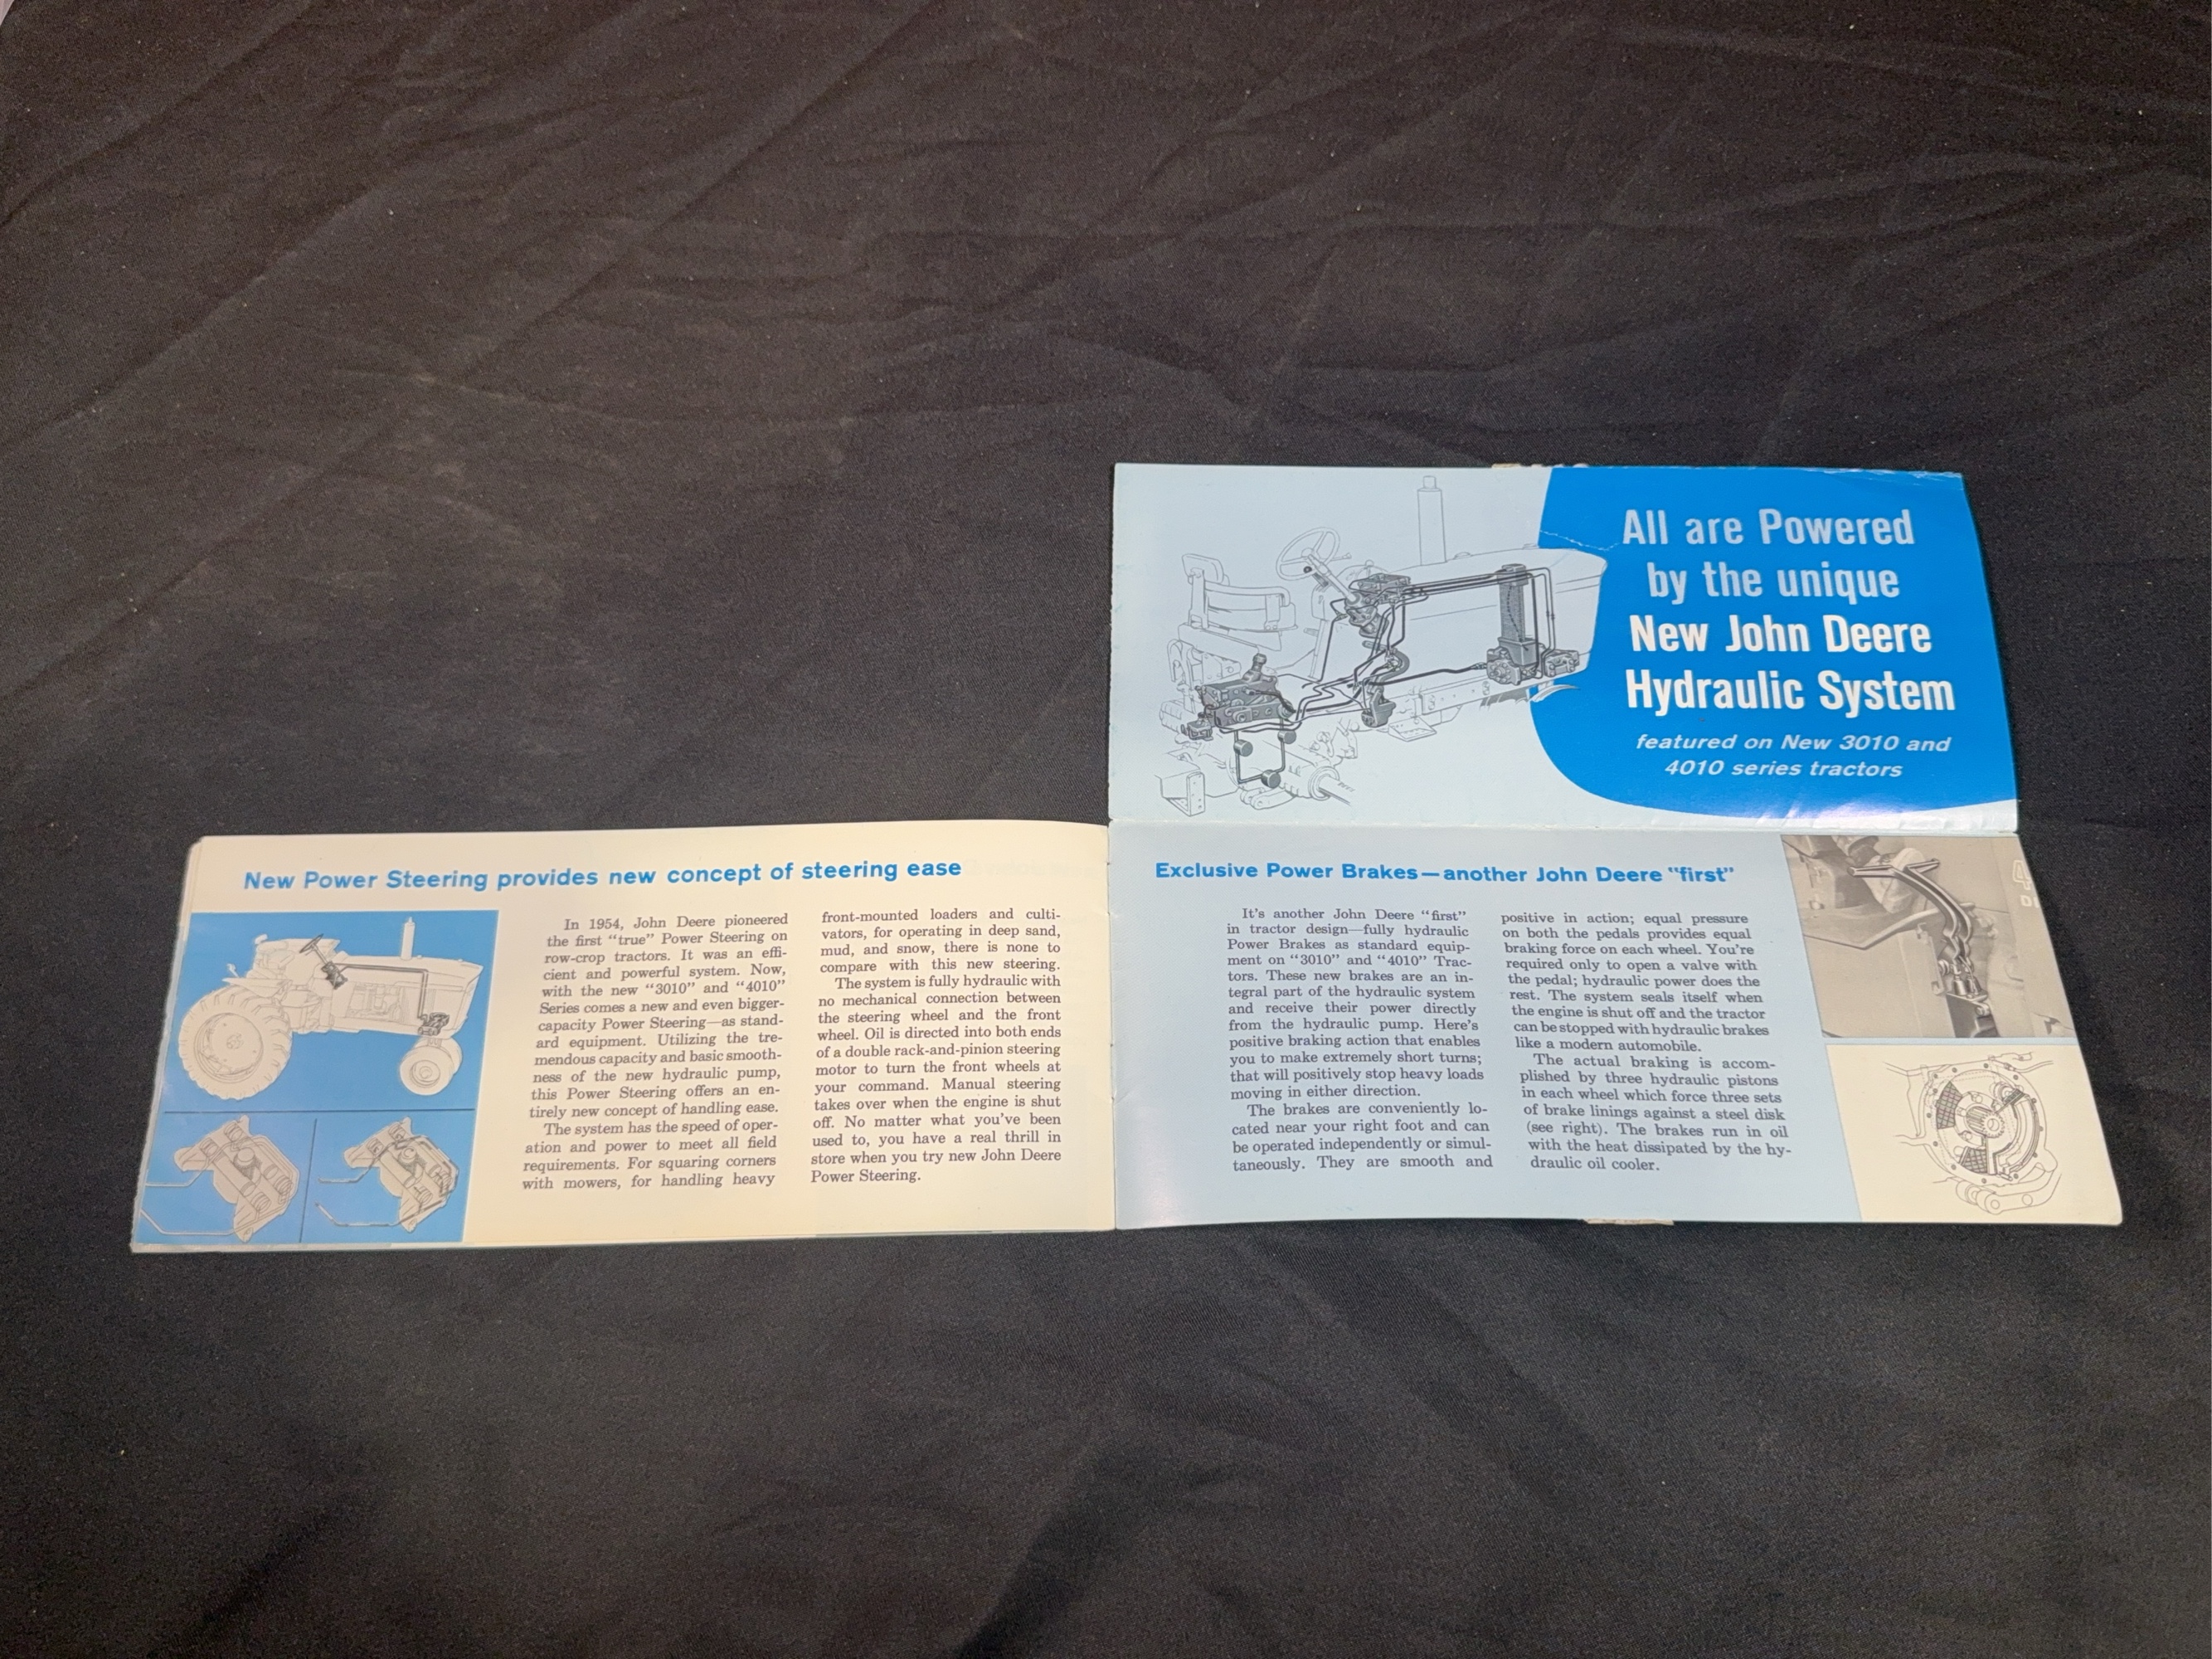 All are Powered
by the unique
New John Deere
Hydraulic System
featured on New 3010 and
4010 series tractors
New Power Steering provides new concept of steering ease
In 1954, John Deere pioneered
the first “true” Power Steering on
row-crop tractors. It was an effi-
cient and powerful system. Now,
with the new “3010” and “4010”
Series comes a new and even bigger-
capacity Power Steering—as stand-
ard equipment. Utilizing the tre-
mendous capacity and basic smooth-
ness of the new hydraulic pump,
this Power Steering offers an en-
tirely new concept of handling ease.
The system has the speed of oper-
ation and power to meet all field
requirements. For squaring corners
with mowers, for handling heavy
front-mounted loaders and culti-
vators, for operating in deep sand,
mud, and snow, there is none to
compare with this new steering.
The system is fully hydraulic with
no mechanical connection between
the steering wheel and the front
wheel. Oil is directed into both ends
of a double rack-and-pinion steering
motor to turn the front wheels at
your command. Manual steering
takes over when the engine is shut
off. No matter what you’ve been
used to, you have a real thrill in
store when you try new John Deere
Power Steering.
Exclusive Power Brakes—another John Deere “first”
It’s another John Deere “first”
in tractor design—fully hydraulic
Power Brakes as standard equip-
ment on “3010” and “4010” Trac-
tors. These new brakes are an in-
tegral part of the hydraulic system
and receive their power directly
from the hydraulic pump. Here’s
positive braking action that enables
you to make extremely short turns;
that will positively stop heavy loads
moving in either direction.
The brakes are conveniently lo-
cated near your right foot and can
be operated independently or simul-
taneously. They are smooth and
positive in action; equal pressure
on both the pedals provides equal
braking force on each wheel. You’re
required only to open a valve with
the pedal; hydraulic power does the
rest. The system seals itself when
the engine is shut off and the tractor
can be stopped with hydraulic brakes
like a modern automobile.
The actual braking is accom-
plished by three hydraulic pistons
in each wheel which force three sets
of brake linings against a steel disk
(see right). The brakes run in oil
with the heat dissipated by the hy-
draulic oil cooler.